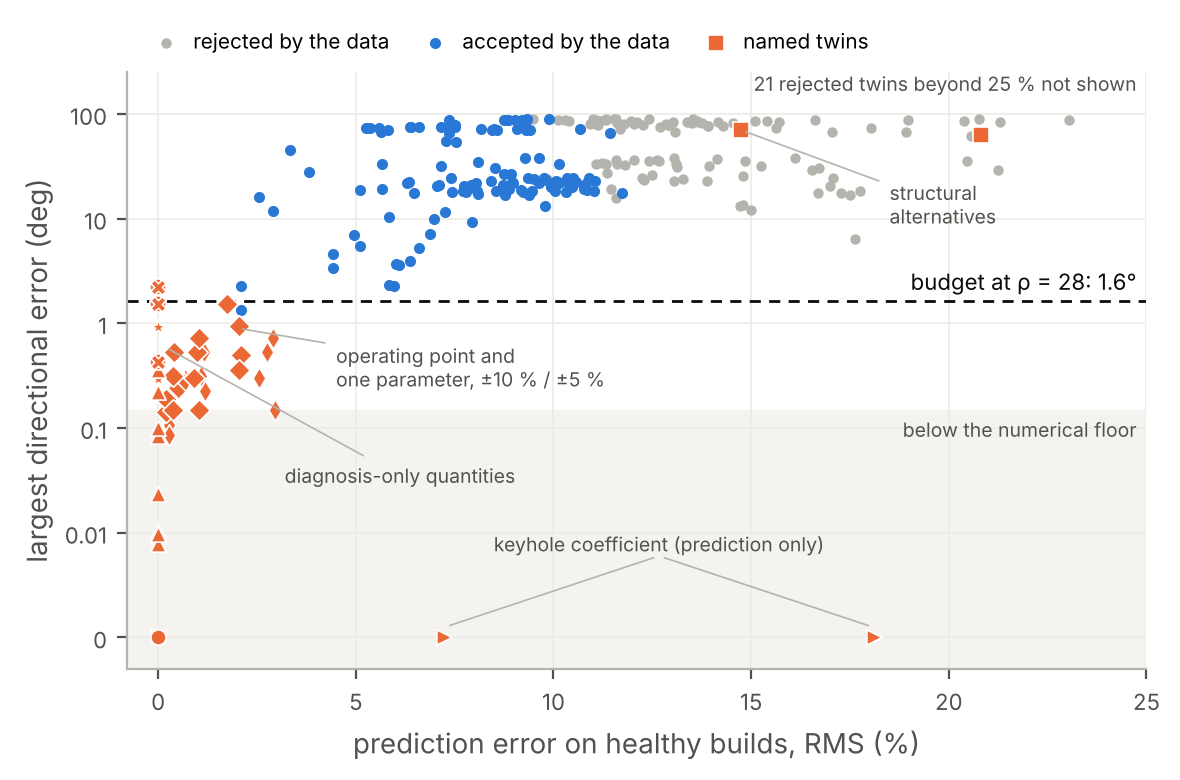 rejected by the data
accepted by the data
named twins
21 rejected twins beyond 25 % not shown
structural
alternatives
budget at ρ = 28: 1.6°
operating point and
one parameter, ±10 % / ±5 %
below the numerical floor
diagnosis-only quantities
keyhole coefficient (prediction only)
largest directional error (deg)
100
10
1
0.1
0.01
0
0
5
10
15
20
25
prediction error on healthy builds, RMS (%)